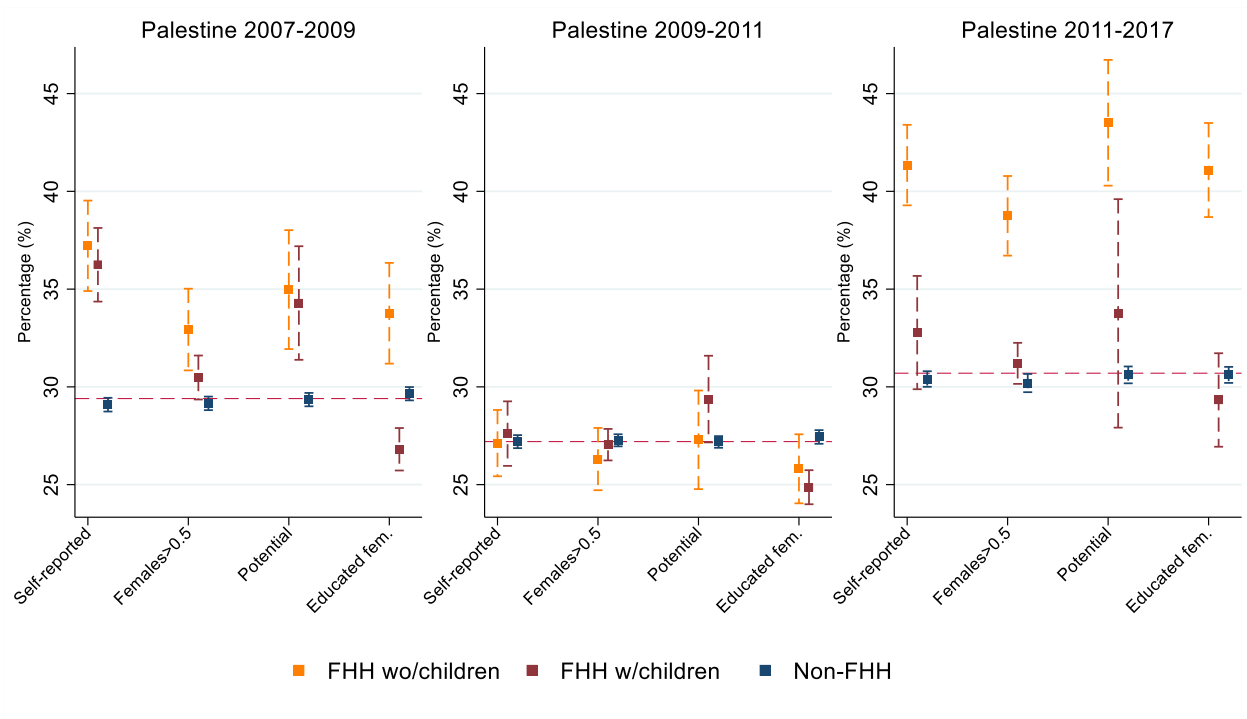 Palestine 2007-2009
Palestine 2009-2011
Palestine 2011-2017
Percentage (%)
45
40
35
30
25
Self-reported
Females>0.5
Potential
Educated fem.
Percentage (%)
45
40
35
30
25
Self-reported
Females>0.5
Potential
Educated fem.
Percentage (%)
45
40
35
30
25
Self-reported
Females>0.5
Potential
Educated fem.
FHH wo/children
FHH w/children
Non-FHH